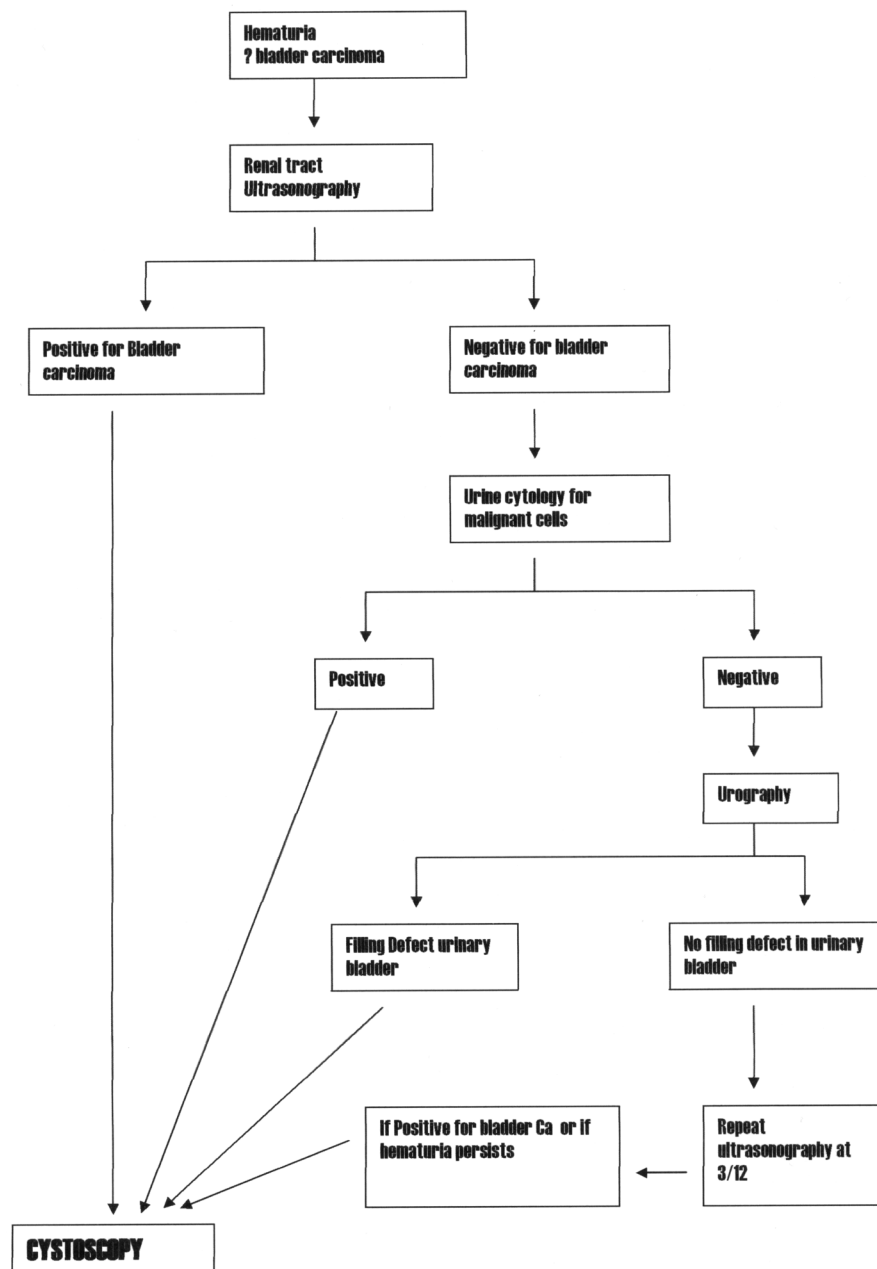 Hematuria
? bladder carcinoma
Renal tract
Ultrasonography
Positive for Bladder
carcinoma
Negative for bladder
carcinoma
Urine cytology for
malignant cells
Positive
Negative
Urography
Filling Defect urinary
bladder
No filling defect in urinary
bladder
If Positive for bladder Ca or if
hematuria persists
Repeat
ultrasonography at
3/12
CYSTOSCOPY